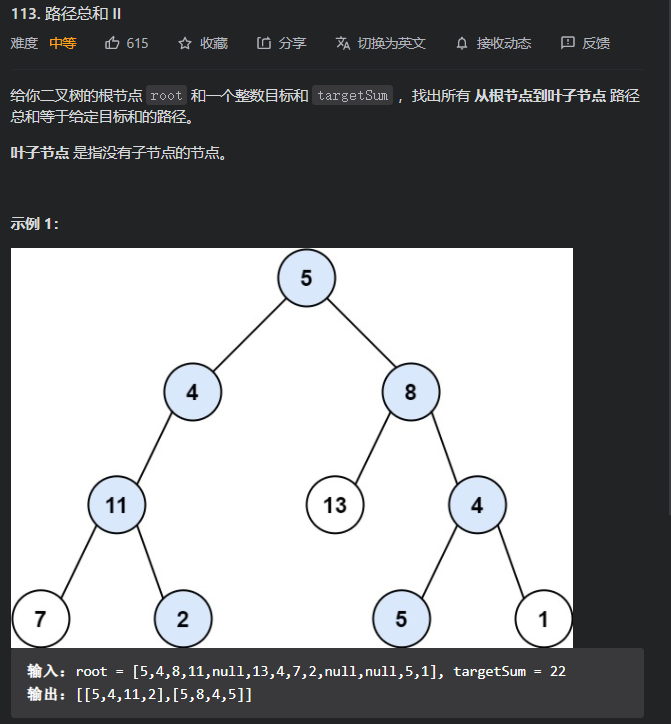 113. 路径总和 II
难度 中等 615 收藏 分享 切换为英文 接收动态 反馈
给你二叉树的根节点 root 和一个整数目标和 targetSum ，找出所有 从根节点到叶子节点 路径
总和等于给定目标和的路径。
叶子节点 是指没有子节点的节点。
示例 1：
5
4 8
11 13 4
7 2 5 1
输入：root = [5,4,8,11,null,13,4,7,2,null,null,5,1], targetSum = 22
输出：[[5,4,11,2],[5,8,4,5]]